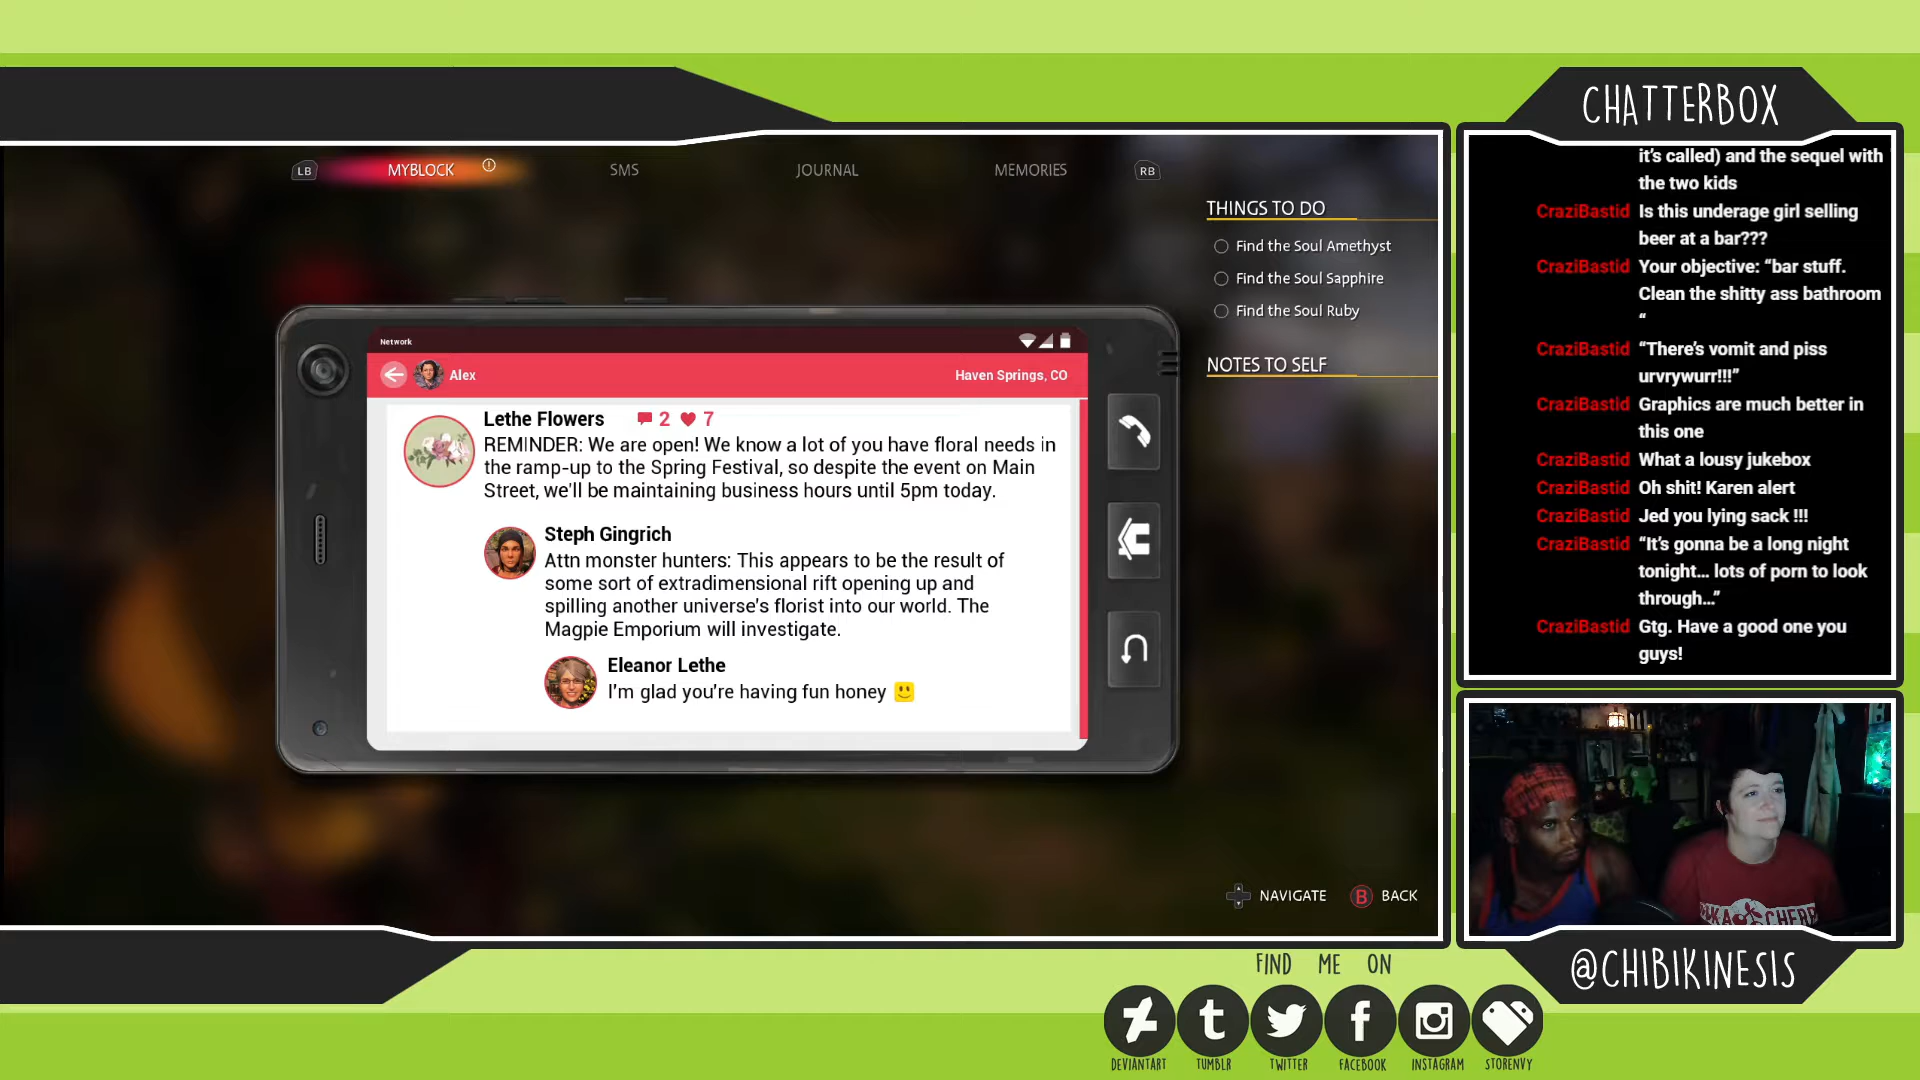 CHATTERBOX
LB
MYBLOCK
SMS
JOURNAL
MEMORIES
RB
THINGS TO DO
Find the Soul Amethyst
Find the Soul Sapphire
Find the Soul Ruby
NOTES TO SELF
Network
Alex
Haven Springs, CO
Lethe Flowers 2 7
REMINDER: We are open! We know a lot of you have floral needs in
the ramp-up to the Spring Festival, so despite the event on Main
Street, we'll be maintaining business hours until 5pm today.
Steph Gingrich
Attn monster hunters: This appears to be the result of
some sort of extradimensional rift opening up and
spilling another universe's florist into our world. The
Magpie Emporium will investigate.
Eleanor Lethe
I'm glad you're having fun honey
NAVIGATE
B BACK
it's called) and the sequel with
the two kids
CraziBastid Is this underage girl selling
beer at a bar???
CraziBastid Your objective: “bar stuff.
Clean the shitty ass bathroom
“
CraziBastid “There's vomit and piss
urvrywurr!!!”
CraziBastid Graphics are much better in
this one
CraziBastid What a lousy jukebox
CraziBastid Oh shit! Karen alert
CraziBastid Jed you lying sack !!!
CraziBastid “It's gonna be a long night
tonight… lots of porn to look
through…”
CraziBastid Gtg. Have a good one you
guys!
@CHIBIKINESIS
FIND ME ON
DEVIANTART
TUMBLR
TWITTER
FACEBOOK
INSTAGRAM
STORENVY